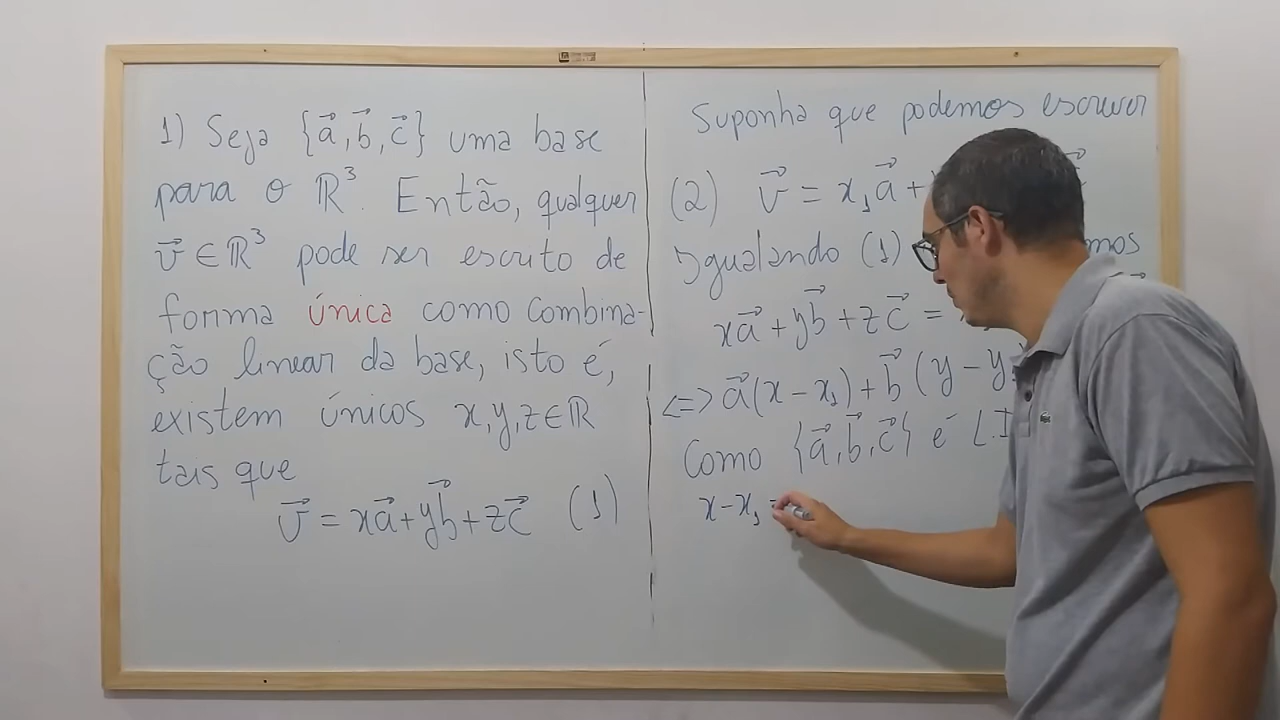 1) Seja {a⃗, b⃗, c⃗} uma base
para o ℝ³. Então, qualquer
v⃗ ∈ ℝ³ pode ser escrito de
forma única como combina-
ção linear da base, isto é,
existem únicos x, y, z ∈ ℝ
tais que
v⃗ = xa⃗ + yb⃗ + zc⃗ (1)
Suponha que podemos escrever
(2) v⃗ = x₁a⃗ +
Igualando (1) mos
xa⃗ + yb⃗ + zc⃗ =
<=> a⃗(x - x₁) + b⃗(y - y
Como {a⃗, b⃗, c⃗} é L.I
x - x₁ =